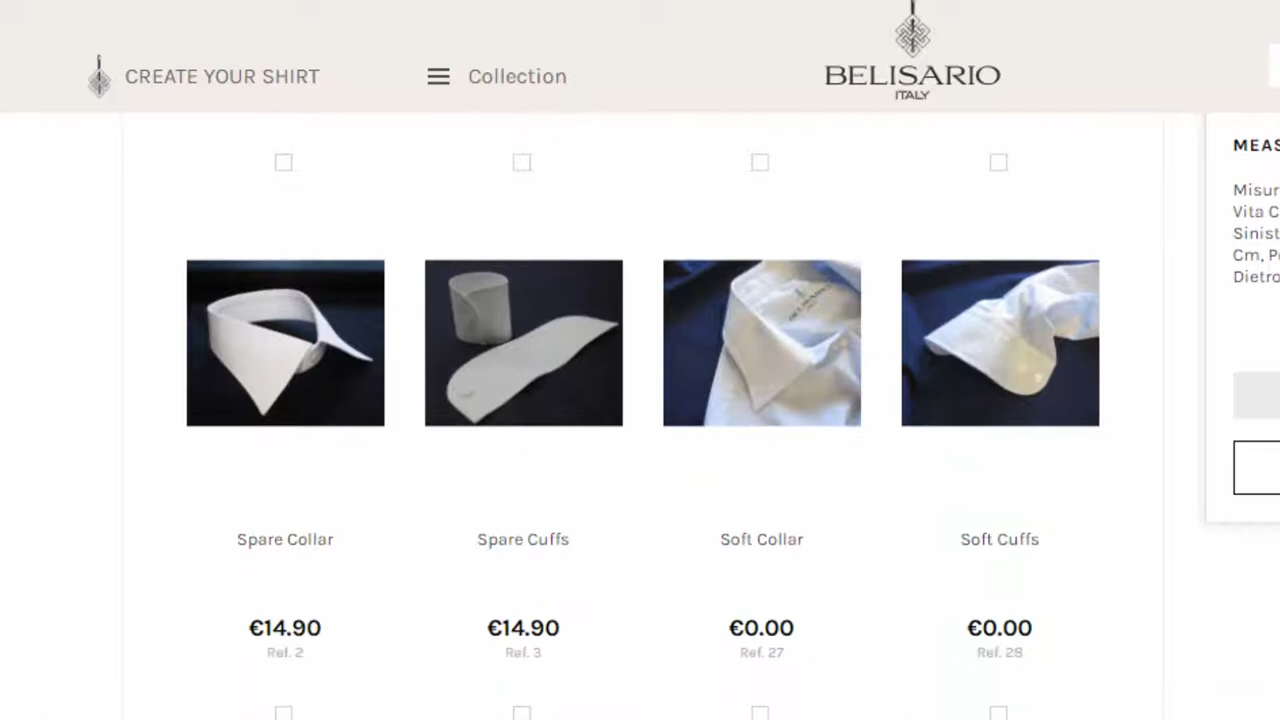 CREATE YOUR SHIRT
Collection
BELISARIO
ITALY
Spare Collar
Spare Cuffs
Soft Collar
Soft Cuffs
€14.90
€14.90
€0.00
€0.00
Ref. 2
Ref. 3
Ref. 27
Ref. 28
MEAS
Misur
Vita C
Sinist
Cm, P
Dietro